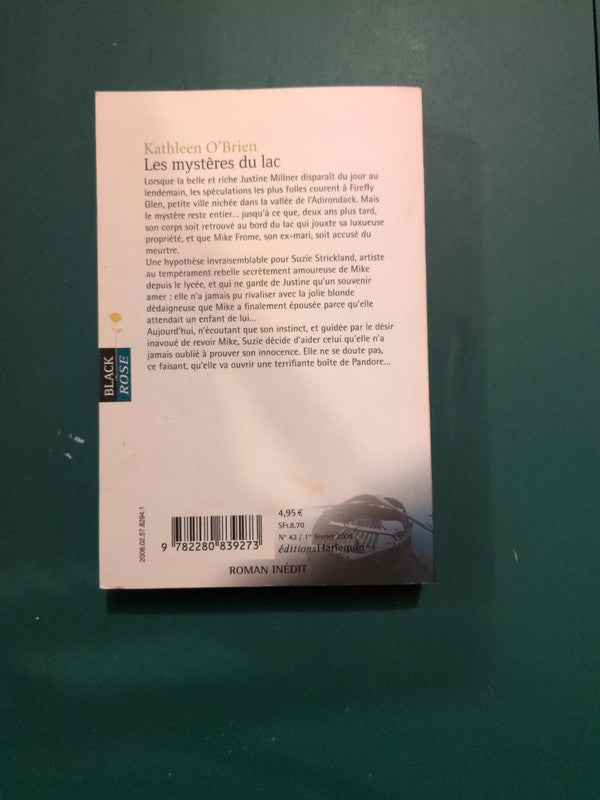 Kathleen O'Brien
Les mystères du lac
Lorsque la belle et riche Justine Millner disparaît du jour au
lendemain, les spéculations les plus folles courent à Firefly
Glen, petite ville nichée dans la vallée de l'Adirondack. Mais
le mystère reste entier... jusqu'à ce que, deux ans plus tard,
son corps soit retrouvé au bord du lac qui jouxte sa luxueuse
propriété, et que Mike Frome, son ex-mari, soit accusé du
meurtre.
Une hypothèse invraisemblable pour Suzie Strickland, artiste
au tempérament rebelle secrètement amoureuse de Mike
depuis le lycée, et qui ne garde de Justine qu'un souvenir
amer : elle n'a jamais pu rivaliser avec la jolie blonde
dédaigneuse que Mike a finalement épousée parce qu'elle
attendait un enfant de lui...
Aujourd'hui, n'écoutant que son instinct, et guidée par le désir
inavoué de revoir Mike, Suzie décide d'aider celui qu'elle n'a
jamais oublié à prouver son innocence. Elle ne se doute pas,
ce faisant, qu'elle va ouvrir une terrifiante boîte de Pandore...
BLACK
ROSE
2008.02.57.8294.1
9 782280 839273
4,95 €
SFr.8.70
N° 42 / 1er février 2008
éditions Harlequin
ROMAN INÉDIT